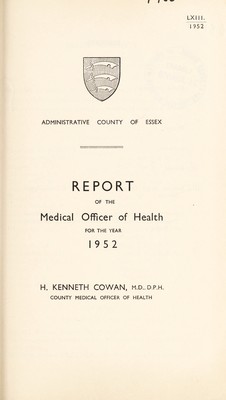 LXIII.
1952
ADMINISTRATIVE COUNTY OF ESSEX
REPORT
OF THE
Medical Officer of Health
FOR THE YEAR
1952
H. KENNETH COWAN, M.D., D.P.H.
COUNTY MEDICAL OFFICER OF HEALTH